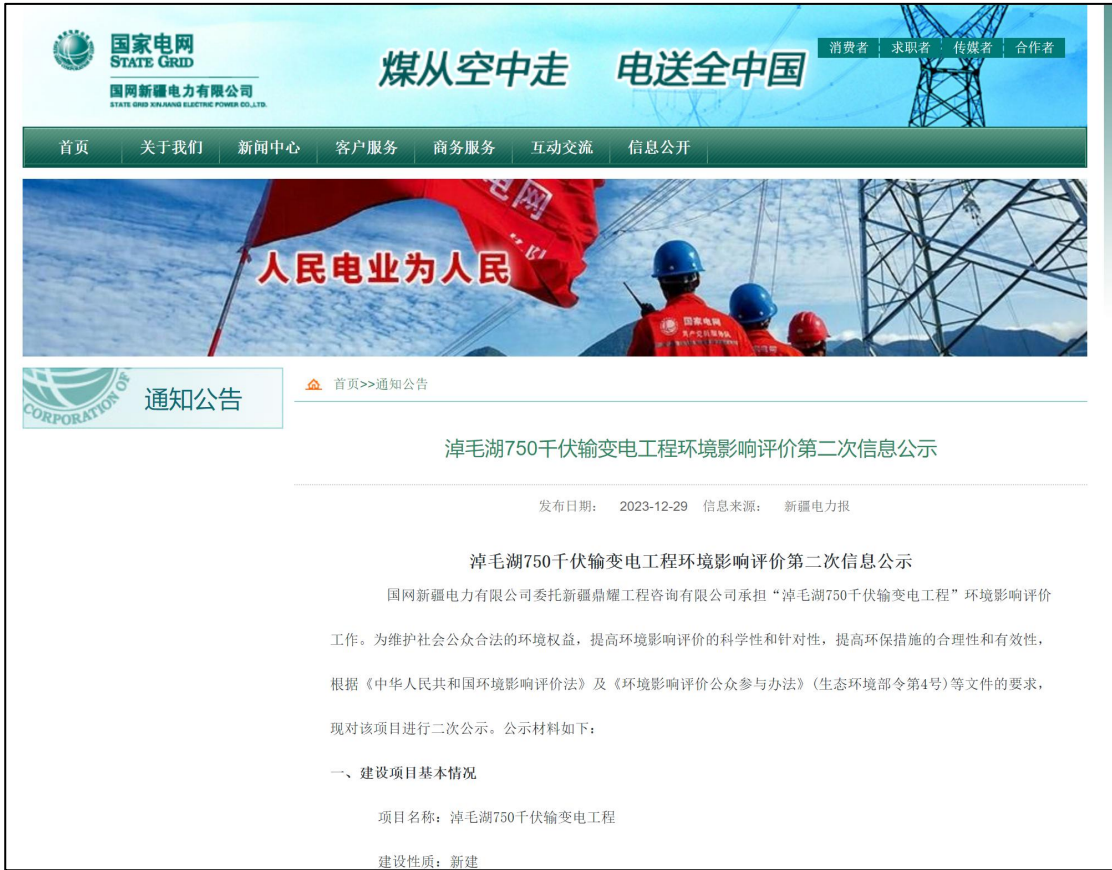 国家电网
STATE GRID
国网新疆电力有限公司
STATE GRID XINJIANG ELECTRIC POWER CO.,LTD.
煤从空中走 电送全中国
消费者 求职者 传媒者 合作者
首页 关于我们 新闻中心 客户服务 商务服务 互动交流 信息公开
电网
人民电业为人民
国家电网
CORPORATION OF
通知公告
首页>>通知公告
淖毛湖750千伏输变电工程环境影响评价第二次信息公示
发布日期： 2023-12-29 信息来源： 新疆电力报
淖毛湖750千伏输变电工程环境影响评价第二次信息公示
国网新疆电力有限公司委托新疆鼎耀工程咨询有限公司承担“淖毛湖750千伏输变电工程”环境影响评价
工作。为维护社会公众合法的环境权益，提高环境影响评价的科学性和针对性，提高环保措施的合理性和有效性，
根据《中华人民共和国环境影响评价法》及《环境影响评价公众参与办法》(生态环境部令第4号)等文件的要求，
现对该项目进行二次公示。公示材料如下：
一、建设项目基本情况
项目名称：淖毛湖750千伏输变电工程
建设性质：新建